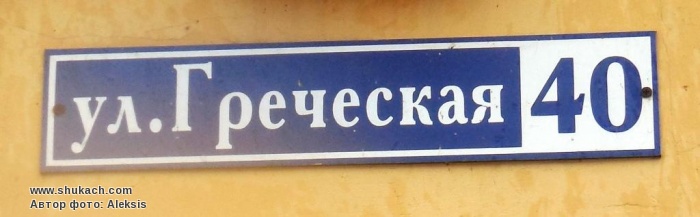 ул. Греческая 40
www.shukach.com
Автор фото: Aleksis